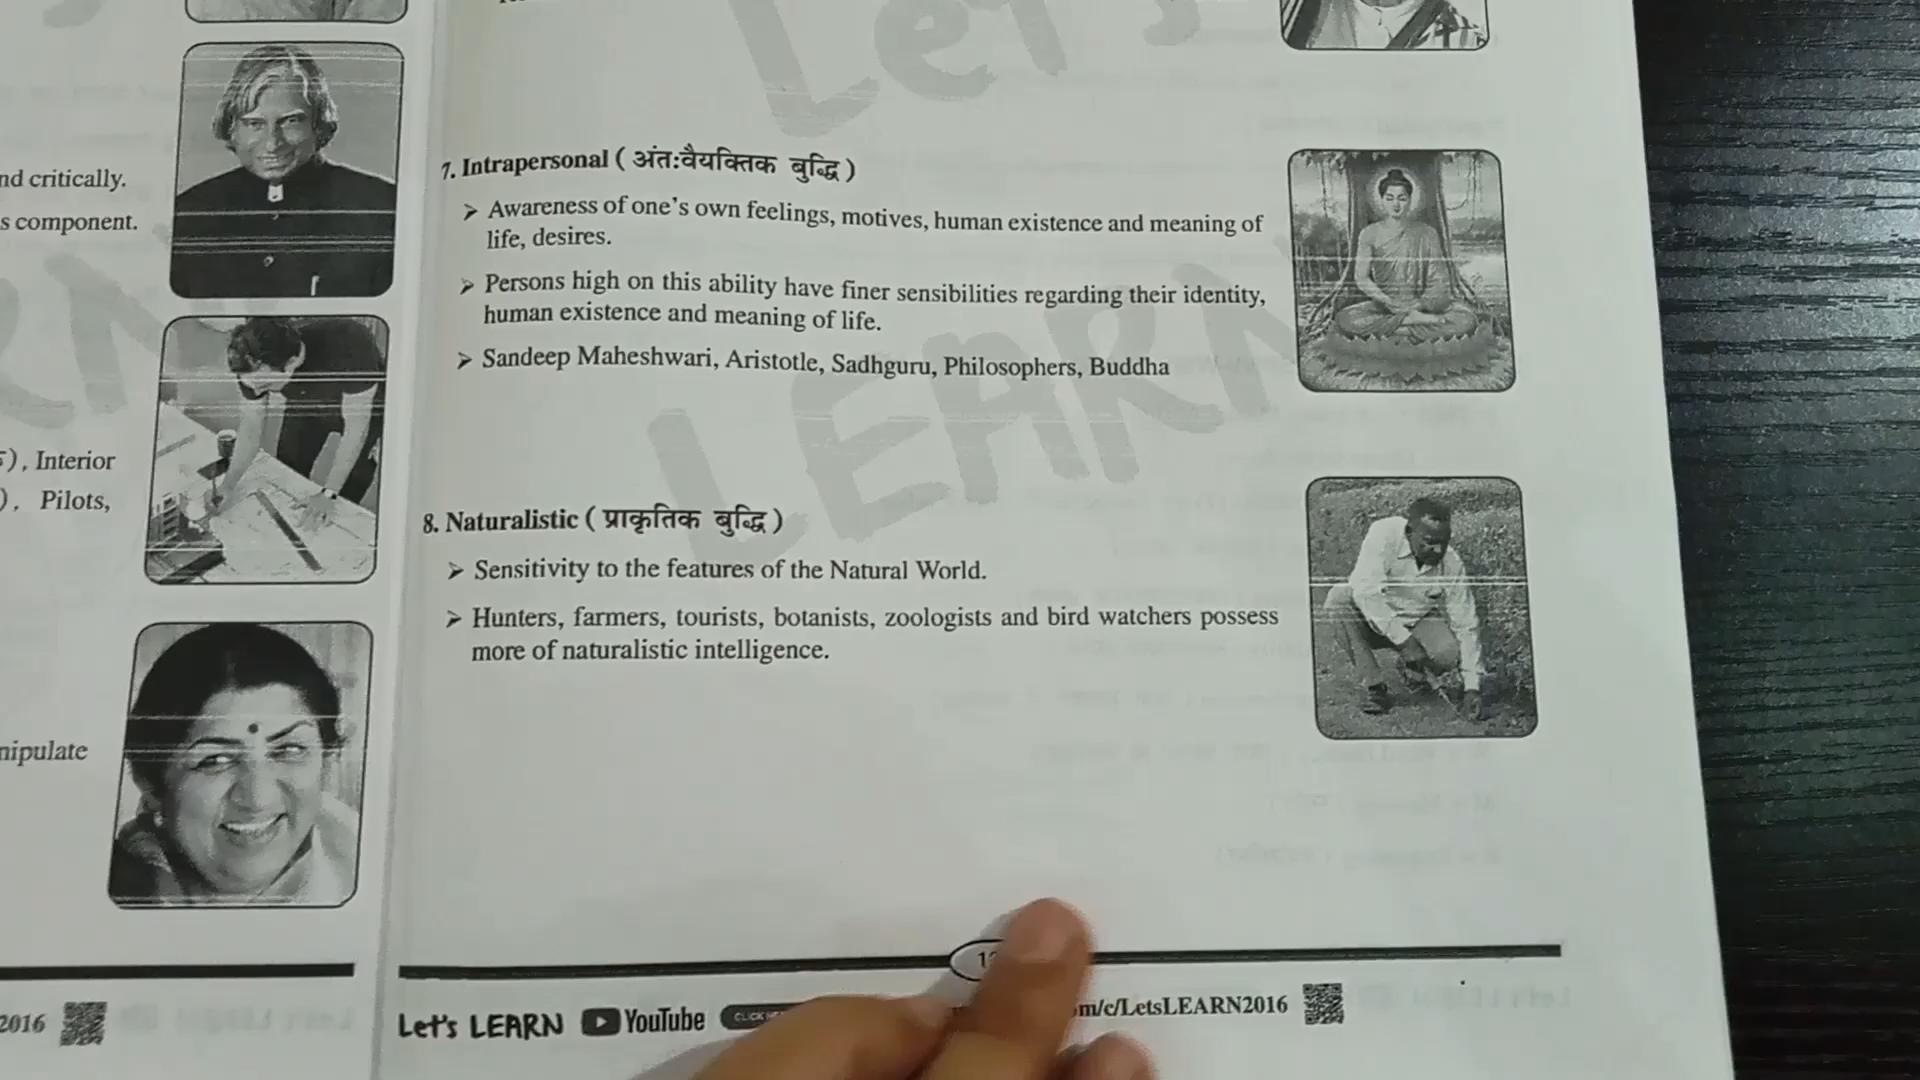 nd critically.
s component.
), Interior
), Pilots,
nipulate
2016
Let's
LEARN
7. Intrapersonal ( अंत:वैयक्तिक बुद्धि )
➢ Awareness of one's own feelings, motives, human existence and meaning of
life, desires.
➢ Persons high on this ability have finer sensibilities regarding their identity,
human existence and meaning of life.
➢ Sandeep Maheshwari, Aristotle, Sadhguru, Philosophers, Buddha
8. Naturalistic ( प्राकृतिक बुद्धि )
➢ Sensitivity to the features of the Natural World.
➢ Hunters, farmers, tourists, botanists, zoologists and bird watchers possess
more of naturalistic intelligence.
Let's LEARN YouTube CLICK m/c/LetsLEARN2016